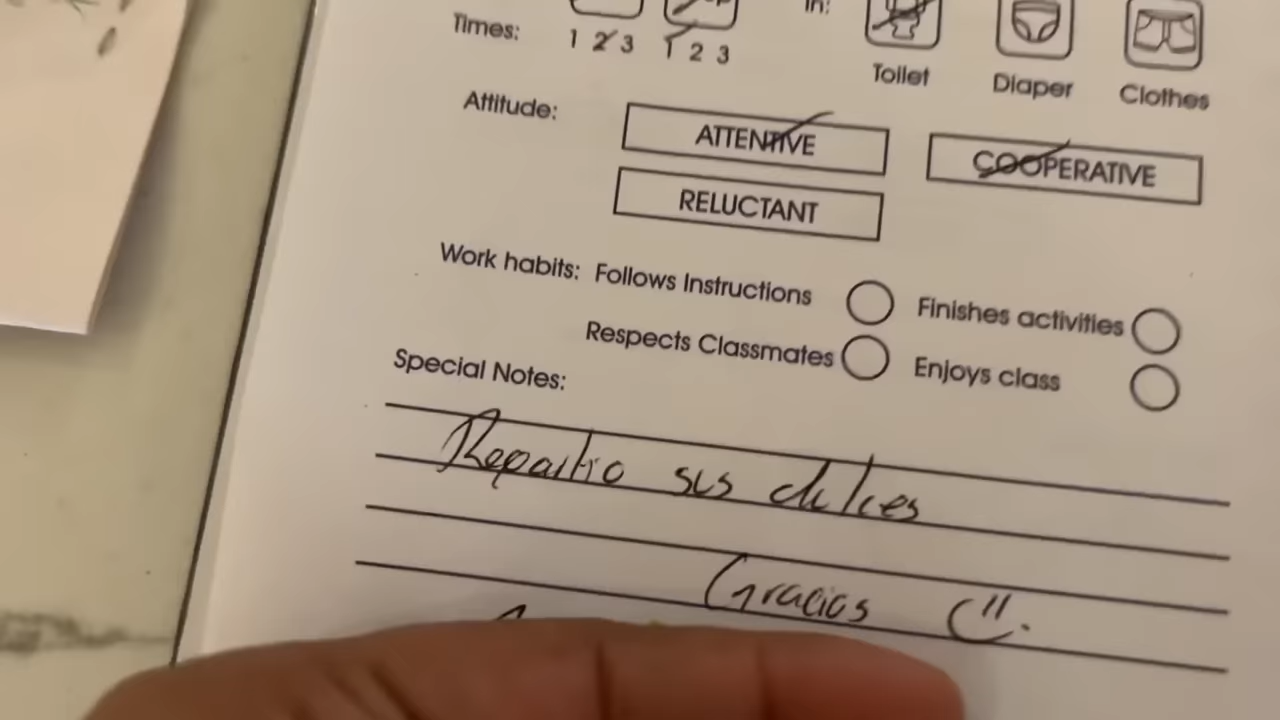 In:
Times: 1 2 3 1 2 3
Toilet Diaper Clothes
Attitude: ATTENTIVE COOPERATIVE
RELUCTANT
Work habits: Follows Instructions Finishes activities
Respects Classmates Enjoys class
Special Notes:
Repartio sus dulces
Gracias